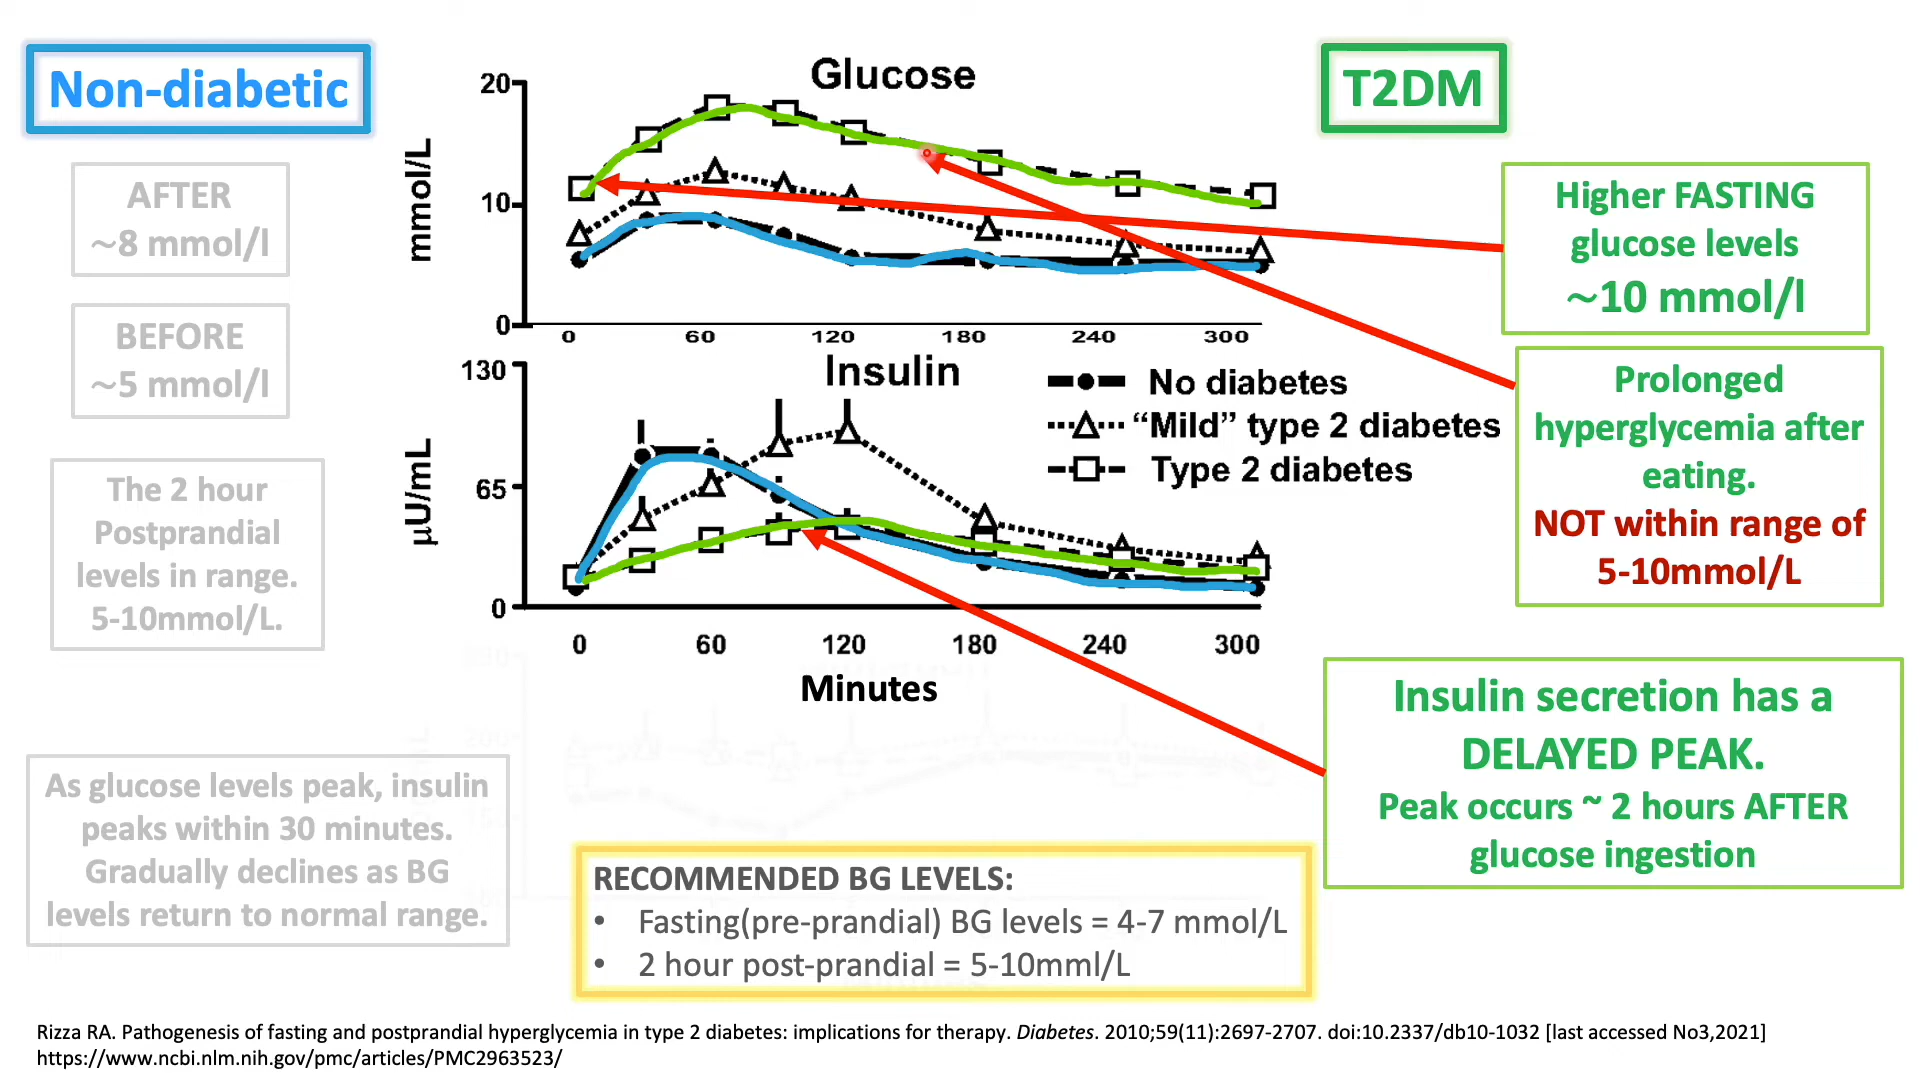 Non-diabetic
AFTER
~8 mmol/l
BEFORE
~5 mmol/l
The 2 hour
Postprandial
levels in range.
5-10mmol/L.
As glucose levels peak, insulin
peaks within 30 minutes.
Gradually declines as BG
levels return to normal range.
Glucose
mmol/L
20
10
0
0 60 120 180 240 300
Insulin
µU/mL
130
65
0
0 60 120 180 240 300
Minutes
No diabetes
“Mild” type 2 diabetes
Type 2 diabetes
T2DM
Higher FASTING
glucose levels
~10 mmol/l
Prolonged
hyperglycemia after
eating.
NOT within range of
5-10mmol/L
Insulin secretion has a
DELAYED PEAK.
Peak occurs ~ 2 hours AFTER
glucose ingestion
RECOMMENDED BG LEVELS:
• Fasting(pre-prandial) BG levels = 4-7 mmol/L
• 2 hour post-prandial = 5-10mml/L
Rizza RA. Pathogenesis of fasting and postprandial hyperglycemia in type 2 diabetes: implications for therapy. Diabetes. 2010;59(11):2697-2707. doi:10.2337/db10-1032 [last accessed No3,2021]
https://www.ncbi.nlm.nih.gov/pmc/articles/PMC2963523/